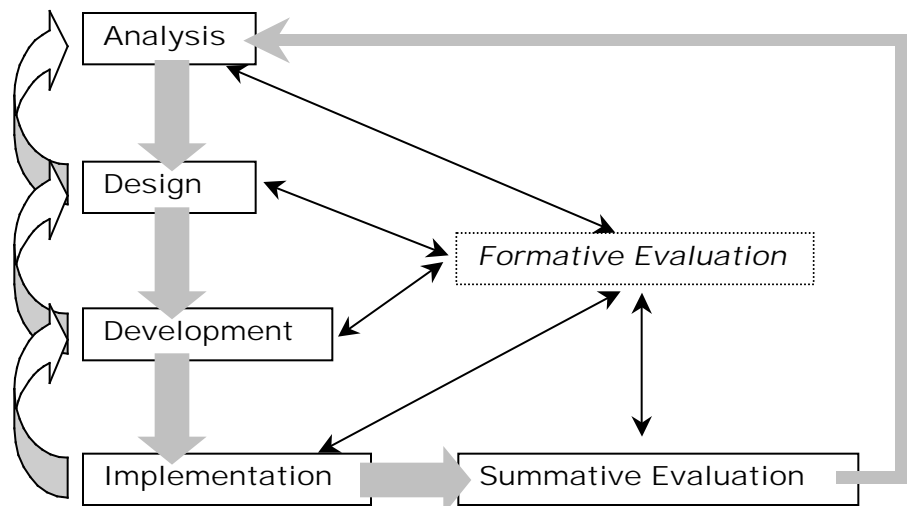 Analysis
Design
Formative Evaluation
Development
Implementation
Summative Evaluation